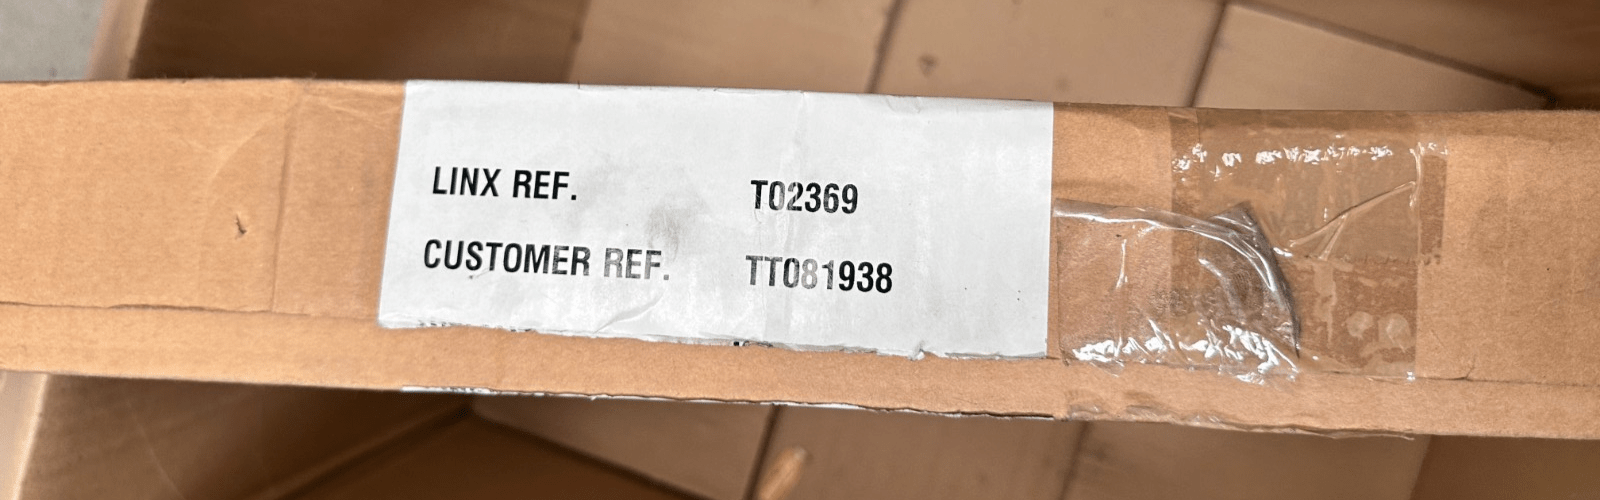 LINX REF. T02369
CUSTOMER REF. TT081938